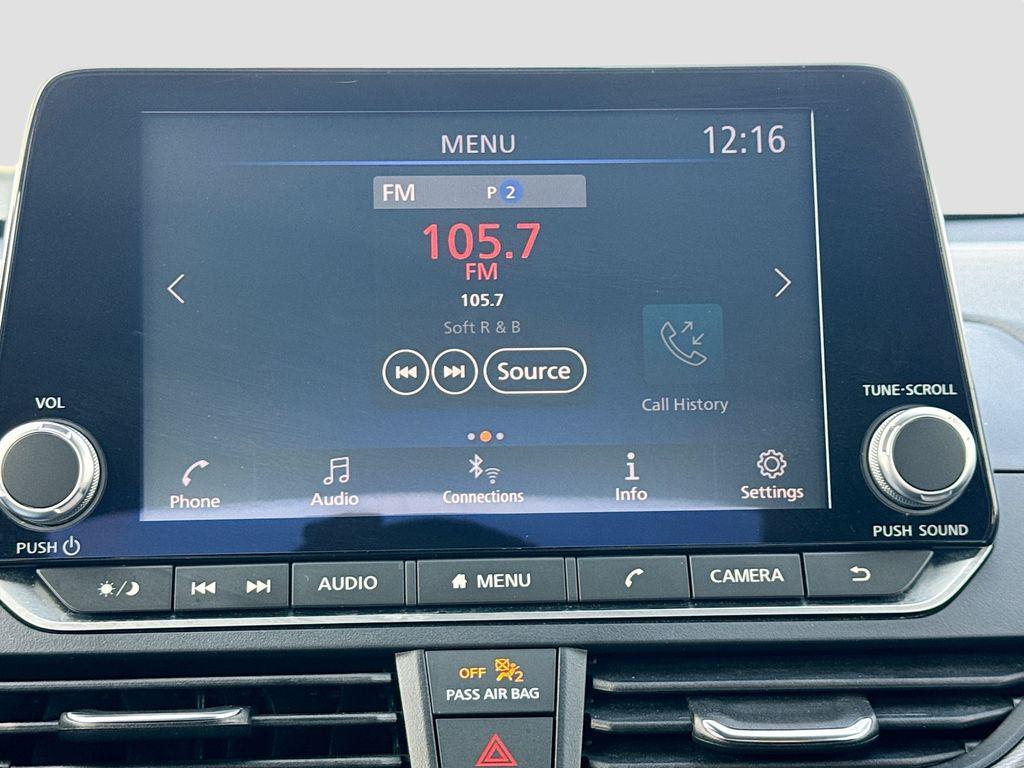 MENU
12:16
FM P 2
105.7
FM
105.7
Soft R & B
Source
Call History
VOL
TUNE·SCROLL
Phone
Audio
Connections
Info
Settings
PUSH
PUSH SOUND
AUDIO
MENU
CAMERA
OFF 2
PASS AIR BAG